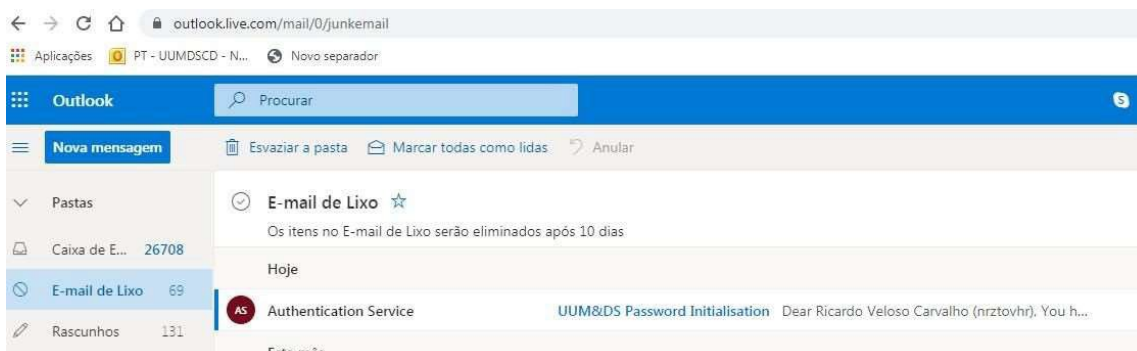 outlook.live.com/mail/0/junkemail
Aplicações PT - UUMDSCD - N... Novo separador
Outlook Procurar
Nova mensagem Esvaziar a pasta Marcar todas como lidas Anular
Pastas E-mail de Lixo
Os itens no E-mail de Lixo serão eliminados após 10 dias
Caixa de E... 26708
Hoje
E-mail de Lixo 69
AS Authentication Service UUM&DS Password Initialisation Dear Ricardo Veloso Carvalho (nrztovhr), You h...
Rascunhos 131